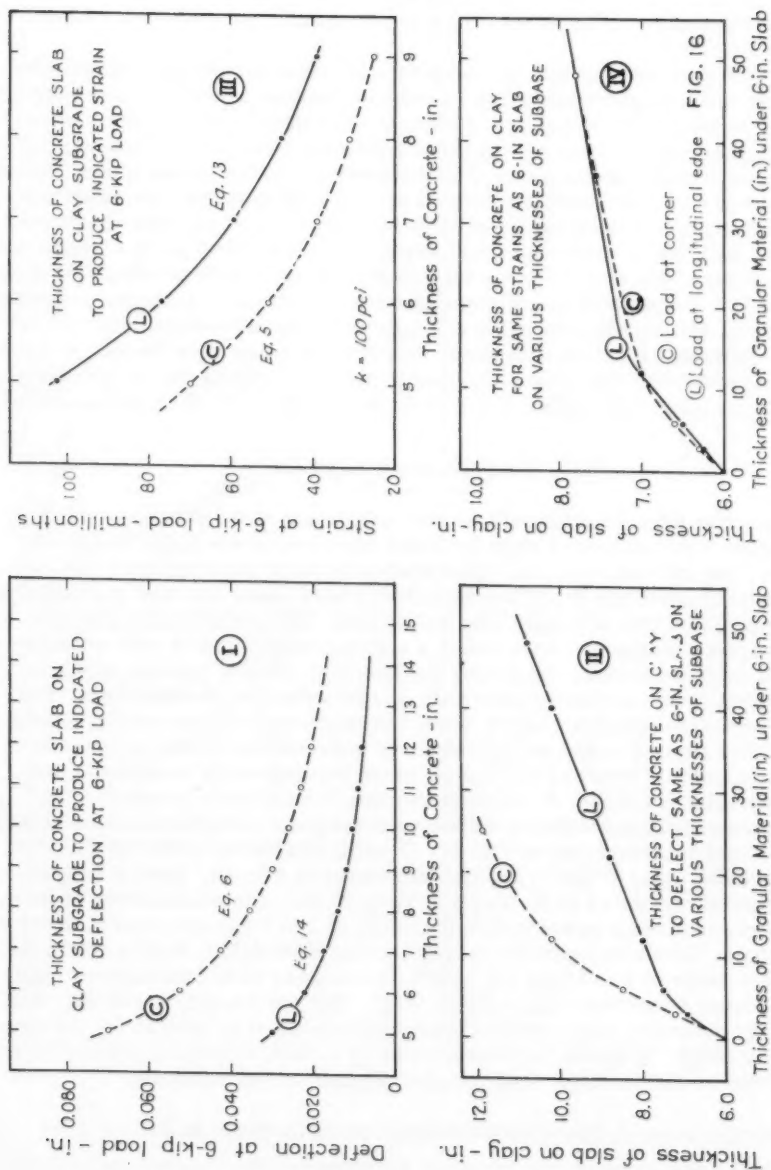 THICKNESS OF CONCRETE SLAB ON
CLAY SUBGRADE TO PRODUCE INDICATED
DEFLECTION AT 6-KIP LOAD
I
Deflection at 6-kip load - in.
0.080
0.060
0.040
0.020
0
C
Eq. 6
L
Eq. 14
5 6 7 8 9 10 11 12 13 14 15
Thickness of Concrete - in.
THICKNESS OF CONCRETE SLAB
ON CLAY SUBGRADE
TO PRODUCE INDICATED STRAIN
AT 6-KIP LOAD
III
Strain at 6-kip load - millionths
100
80
60
40
20
L
Eq. 13
C
Eq. 5
k = 100 pci
5 6 7 8 9
Thickness of Concrete - in.
Thickness of slab on clay - in.
12.0
10.0
8.0
6.0
C
L
II
THICKNESS OF CONCRETE ON
TO DEFLECT SAME AS 6-IN. ON
VARIOUS THICKNESSES OF SUBBASE
0 10 20 30 40 50
Thickness of Granular Material (in) under 6-in. Slab
Thickness of slab on clay - in.
10.0
8.0
7.0
6.0
THICKNESS OF CONCRETE ON CLAY
FOR SAME STRAINS AS 6-IN SLAB
ON VARIOUS THICKNESSES OF SUBBASE
L
C
IV
C Load at corner
L Load at longitudinal edge
FIG. 16
0 10 20 30 40 50
Thickness of Granular Material (in) under 6-in. Slab